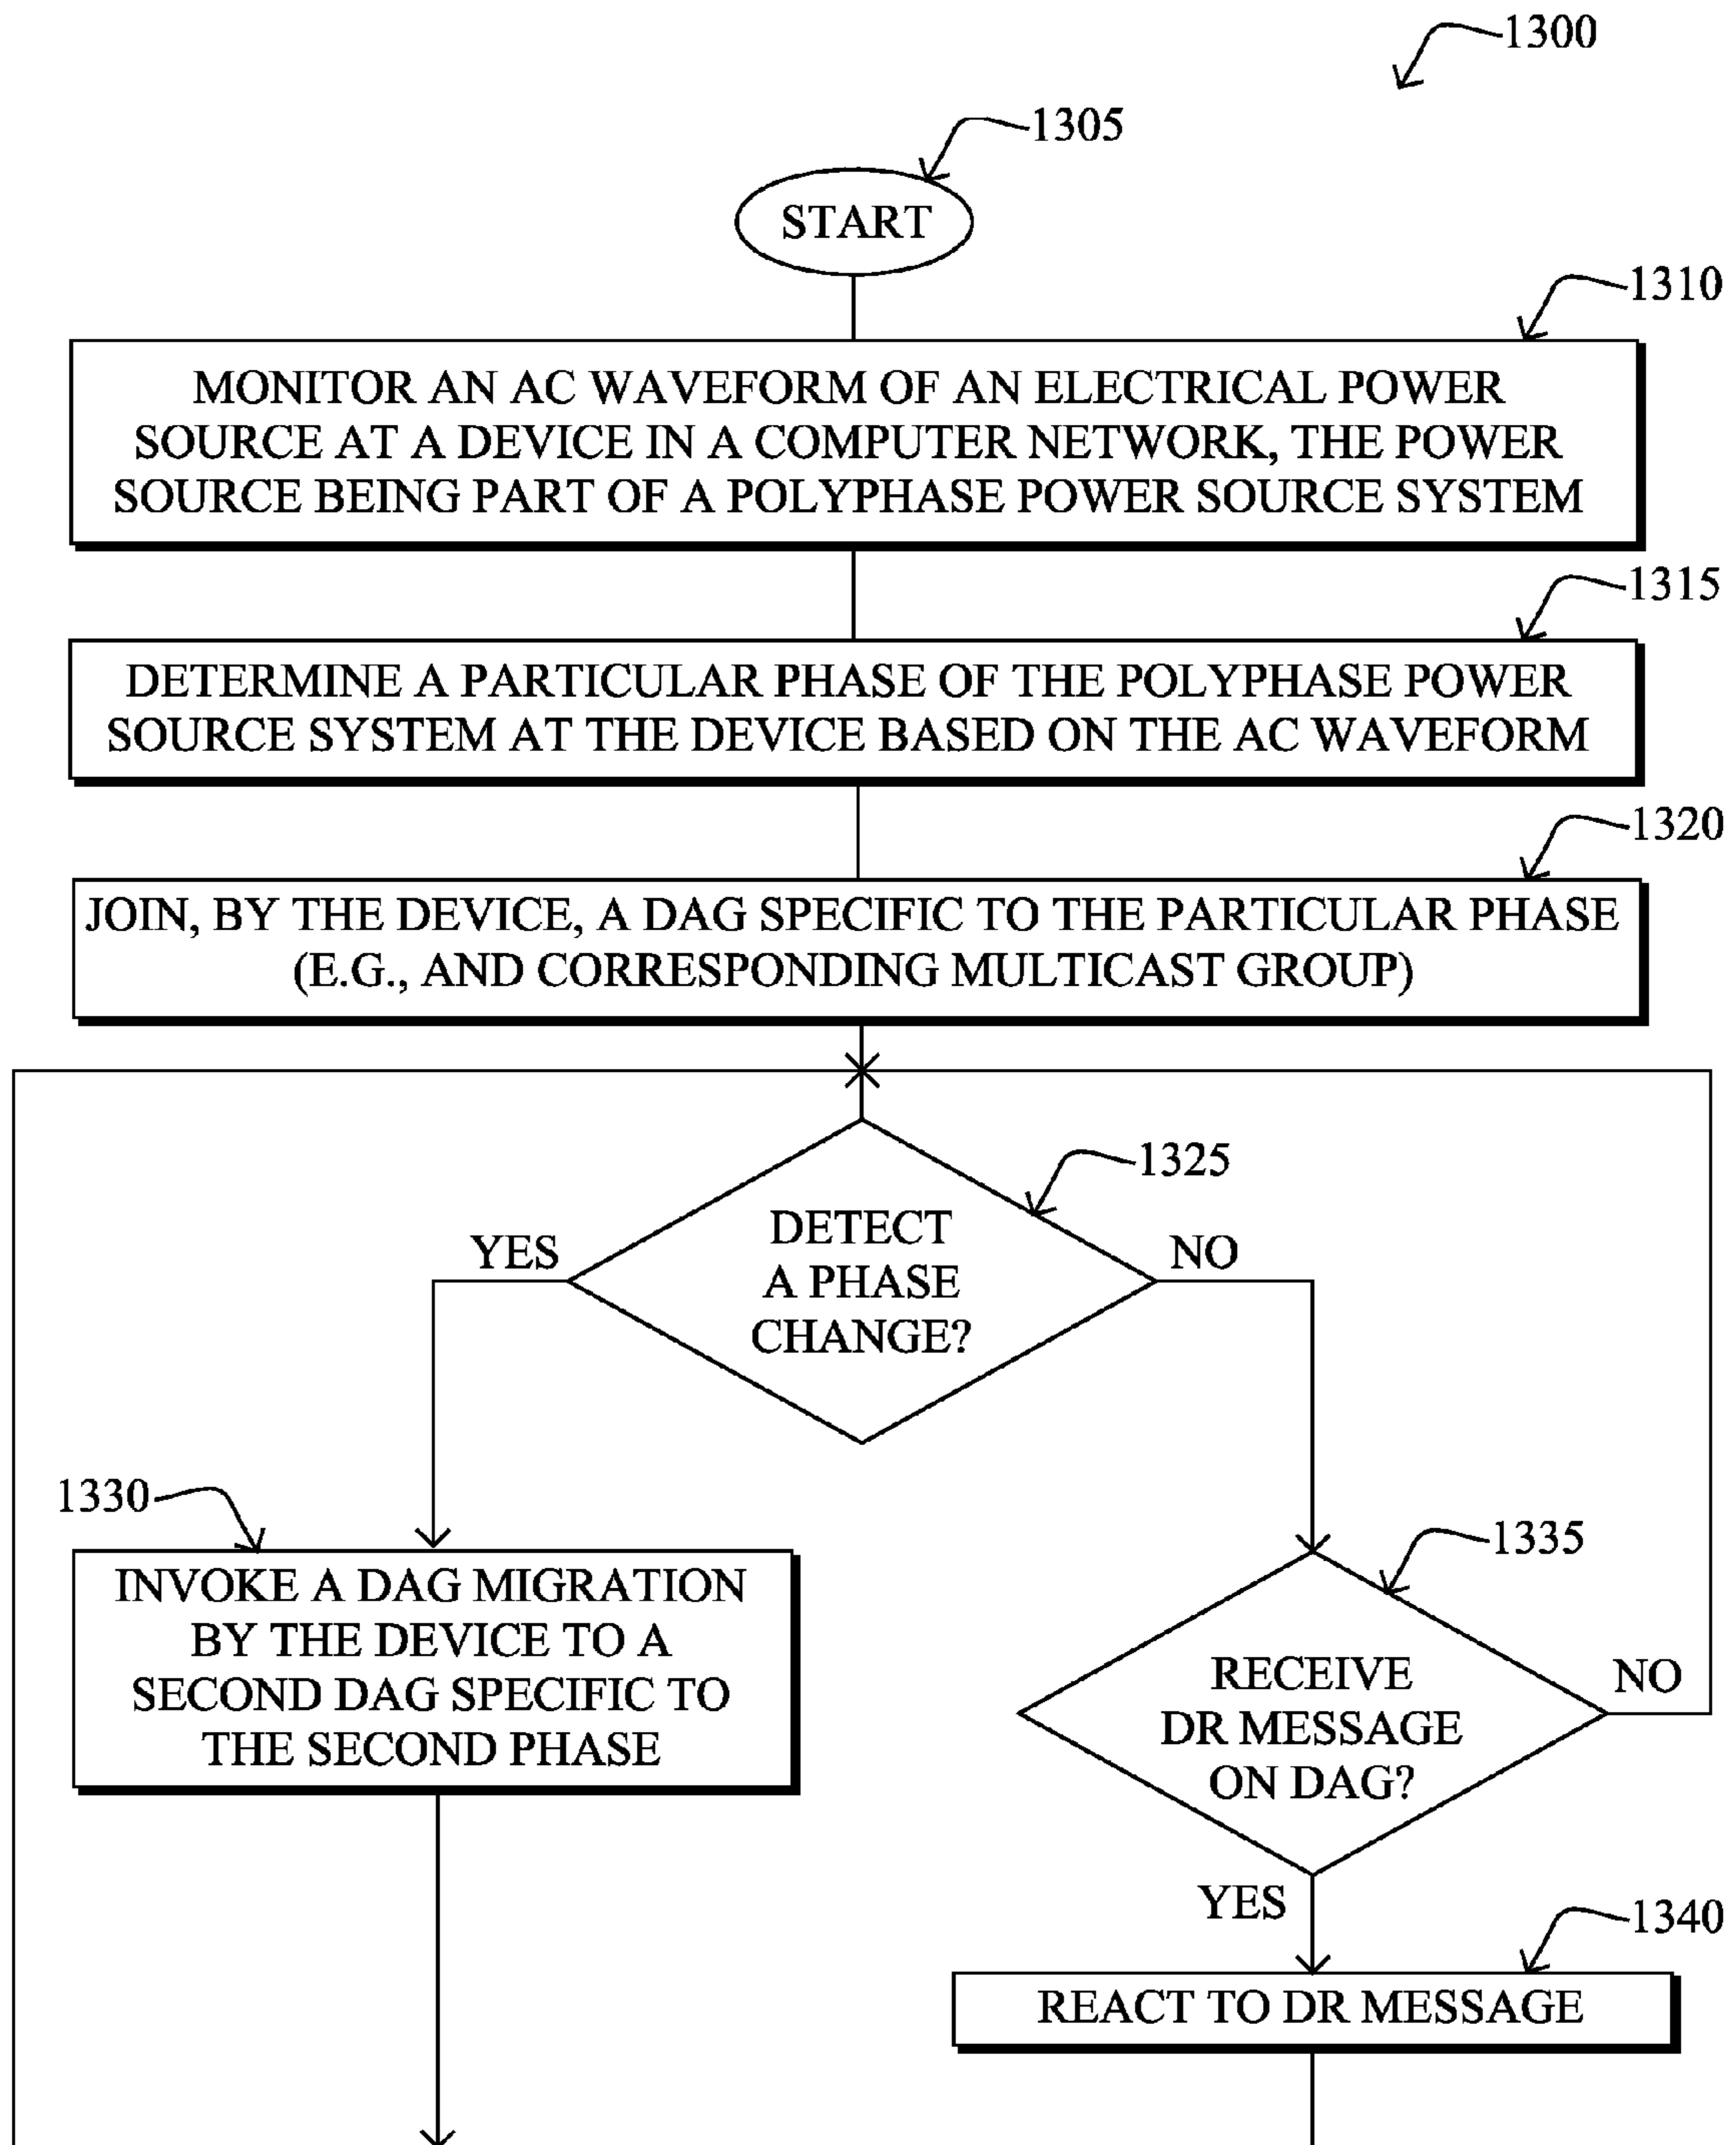 1300
1305
START
1310
MONITOR AN AC WAVEFORM OF AN ELECTRICAL POWER
SOURCE AT A DEVICE IN A COMPUTER NETWORK, THE POWER
SOURCE BEING PART OF A POLYPHASE POWER SOURCE SYSTEM
1315
DETERMINE A PARTICULAR PHASE OF THE POLYPHASE POWER
SOURCE SYSTEM AT THE DEVICE BASED ON THE AC WAVEFORM
1320
JOIN, BY THE DEVICE, A DAG SPECIFIC TO THE PARTICULAR PHASE
(E.G., AND CORRESPONDING MULTICAST GROUP)
1325
DETECT
A PHASE
CHANGE?
YES
NO
1330
INVOKE A DAG MIGRATION
BY THE DEVICE TO A
SECOND DAG SPECIFIC TO
THE SECOND PHASE
1335
RECEIVE
DR MESSAGE
ON DAG?
NO
YES
1340
REACT TO DR MESSAGE